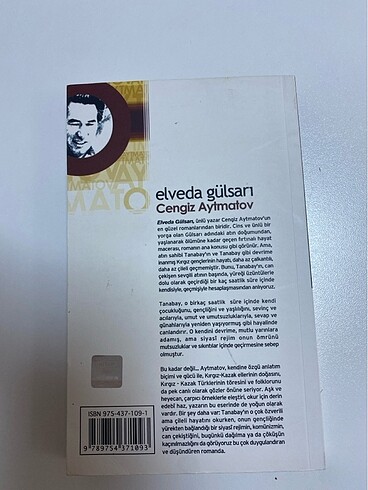 elveda gülsarı
Cengiz Aytmatov
Elveda Gülsarı, ünlü yazar Cengiz Aytmatov'un
en güzel romanlarından biridir. Cins ve ünlü bir
yorga olan Gülsarı adındaki atın doğumundan,
yaşlanarak ölümüne kadar geçen fırtınalı hayat
macerası, romanın ana konusu gibi görünür. Ama,
atın sahibi Tanabay'ın ve Tanabay gibi devrime
inanmış Kırgız gençlerinin hayatı, daha az çalkantılı,
daha az çileli geçmemiştir. Bunu, Tanabay'ın, can
çekişen sevgili atının başında, yüreği üzüntülerle
dolu olarak geçirdiği bir kaç saatlik süre içinde
kendisiyle, geçmişiyle hesaplaşmasından anlıyoruz.
Tanabay, o birkaç saatlik süre içinde kendi
çocukluğunu, gençliğini ve yaşlılığını, sevinç ve
acılarıyla, umut ve umutsuzluklarıyla, sevap ve
günahlarıyla yeniden yaşıyormuş gibi hayalinde
canlandırır. O kendini devrime, mutlu yarınlara
adamış, ama siyasî rejim onun ömrünü
mutsuzluklar ve sıkıntılar içinde geçirmesine sebep
olmuştur.
Bu kadar değil... Aytmatov, kendine özgü anlatım
biçimi ve gücü ile, Kırgız-Kazak ellerinin doğasını,
Kırgız - Kazak Türklerinin töresini ve folklorunu
da pek canlı olarak gözler önüne seriyor. Aşk ve
heyecan, çarpıcı örneklerle eleştiri, okur için derin
edebî haz, yazarın bu eserinde de yoğun olarak
vardır. Bir şey daha var: Tanabay'ın o çok özverili
ama çileli hayatını okurken, onun gençliğinde
yürekten bağlandığı bir siyasî rejimin, komünizmin,
can çekiştiğini, bugünkü dağılma ya da çöküşün
kaçınılmazlığını da görüyoruz bu çok duygulandıran
ve düşündüren romanda.
ISBN 975-437-109-1
9 789754 371093
MATO